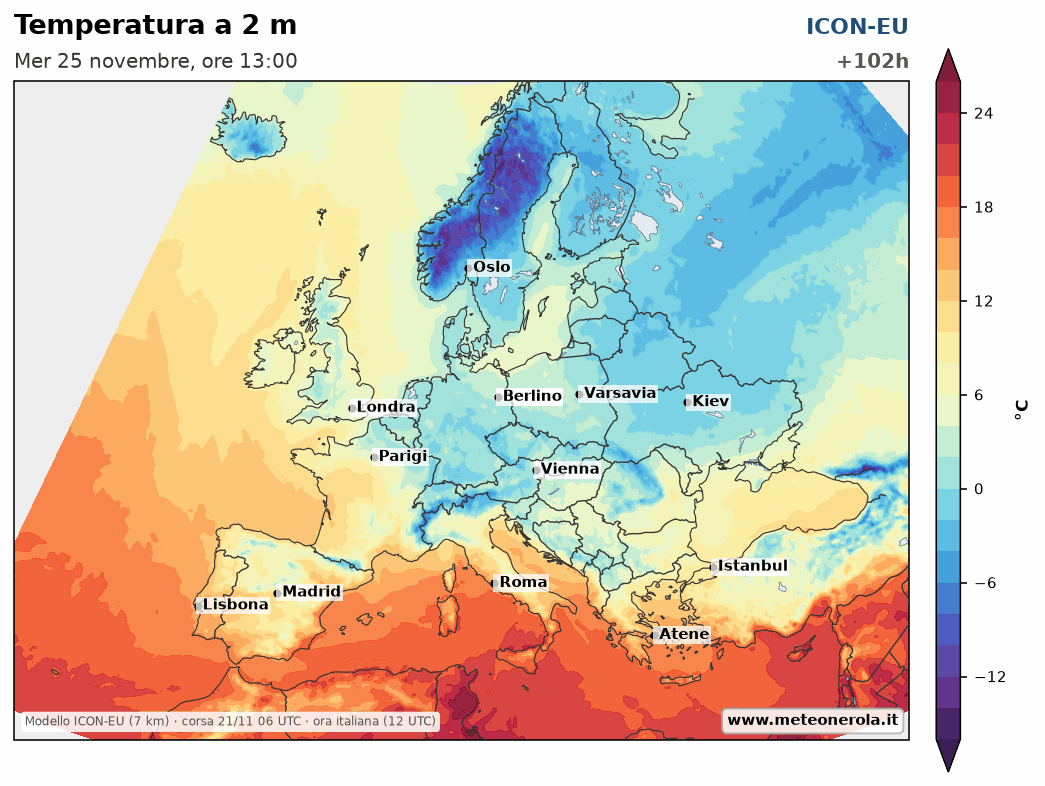 Temperatura a 2 m
ICON-EU
Mer 25 novembre, ore 13:00
+102h
24
18
12
6
0
−6
−12
°C
Oslo
Berlino
Varsavia
Kiev
Londra
Parigi
Vienna
Istanbul
Roma
Madrid
Lisbona
Atene
Modello ICON-EU (7 km) · corsa 21/11 06 UTC · ora italiana (12 UTC)
www.meteonerola.it